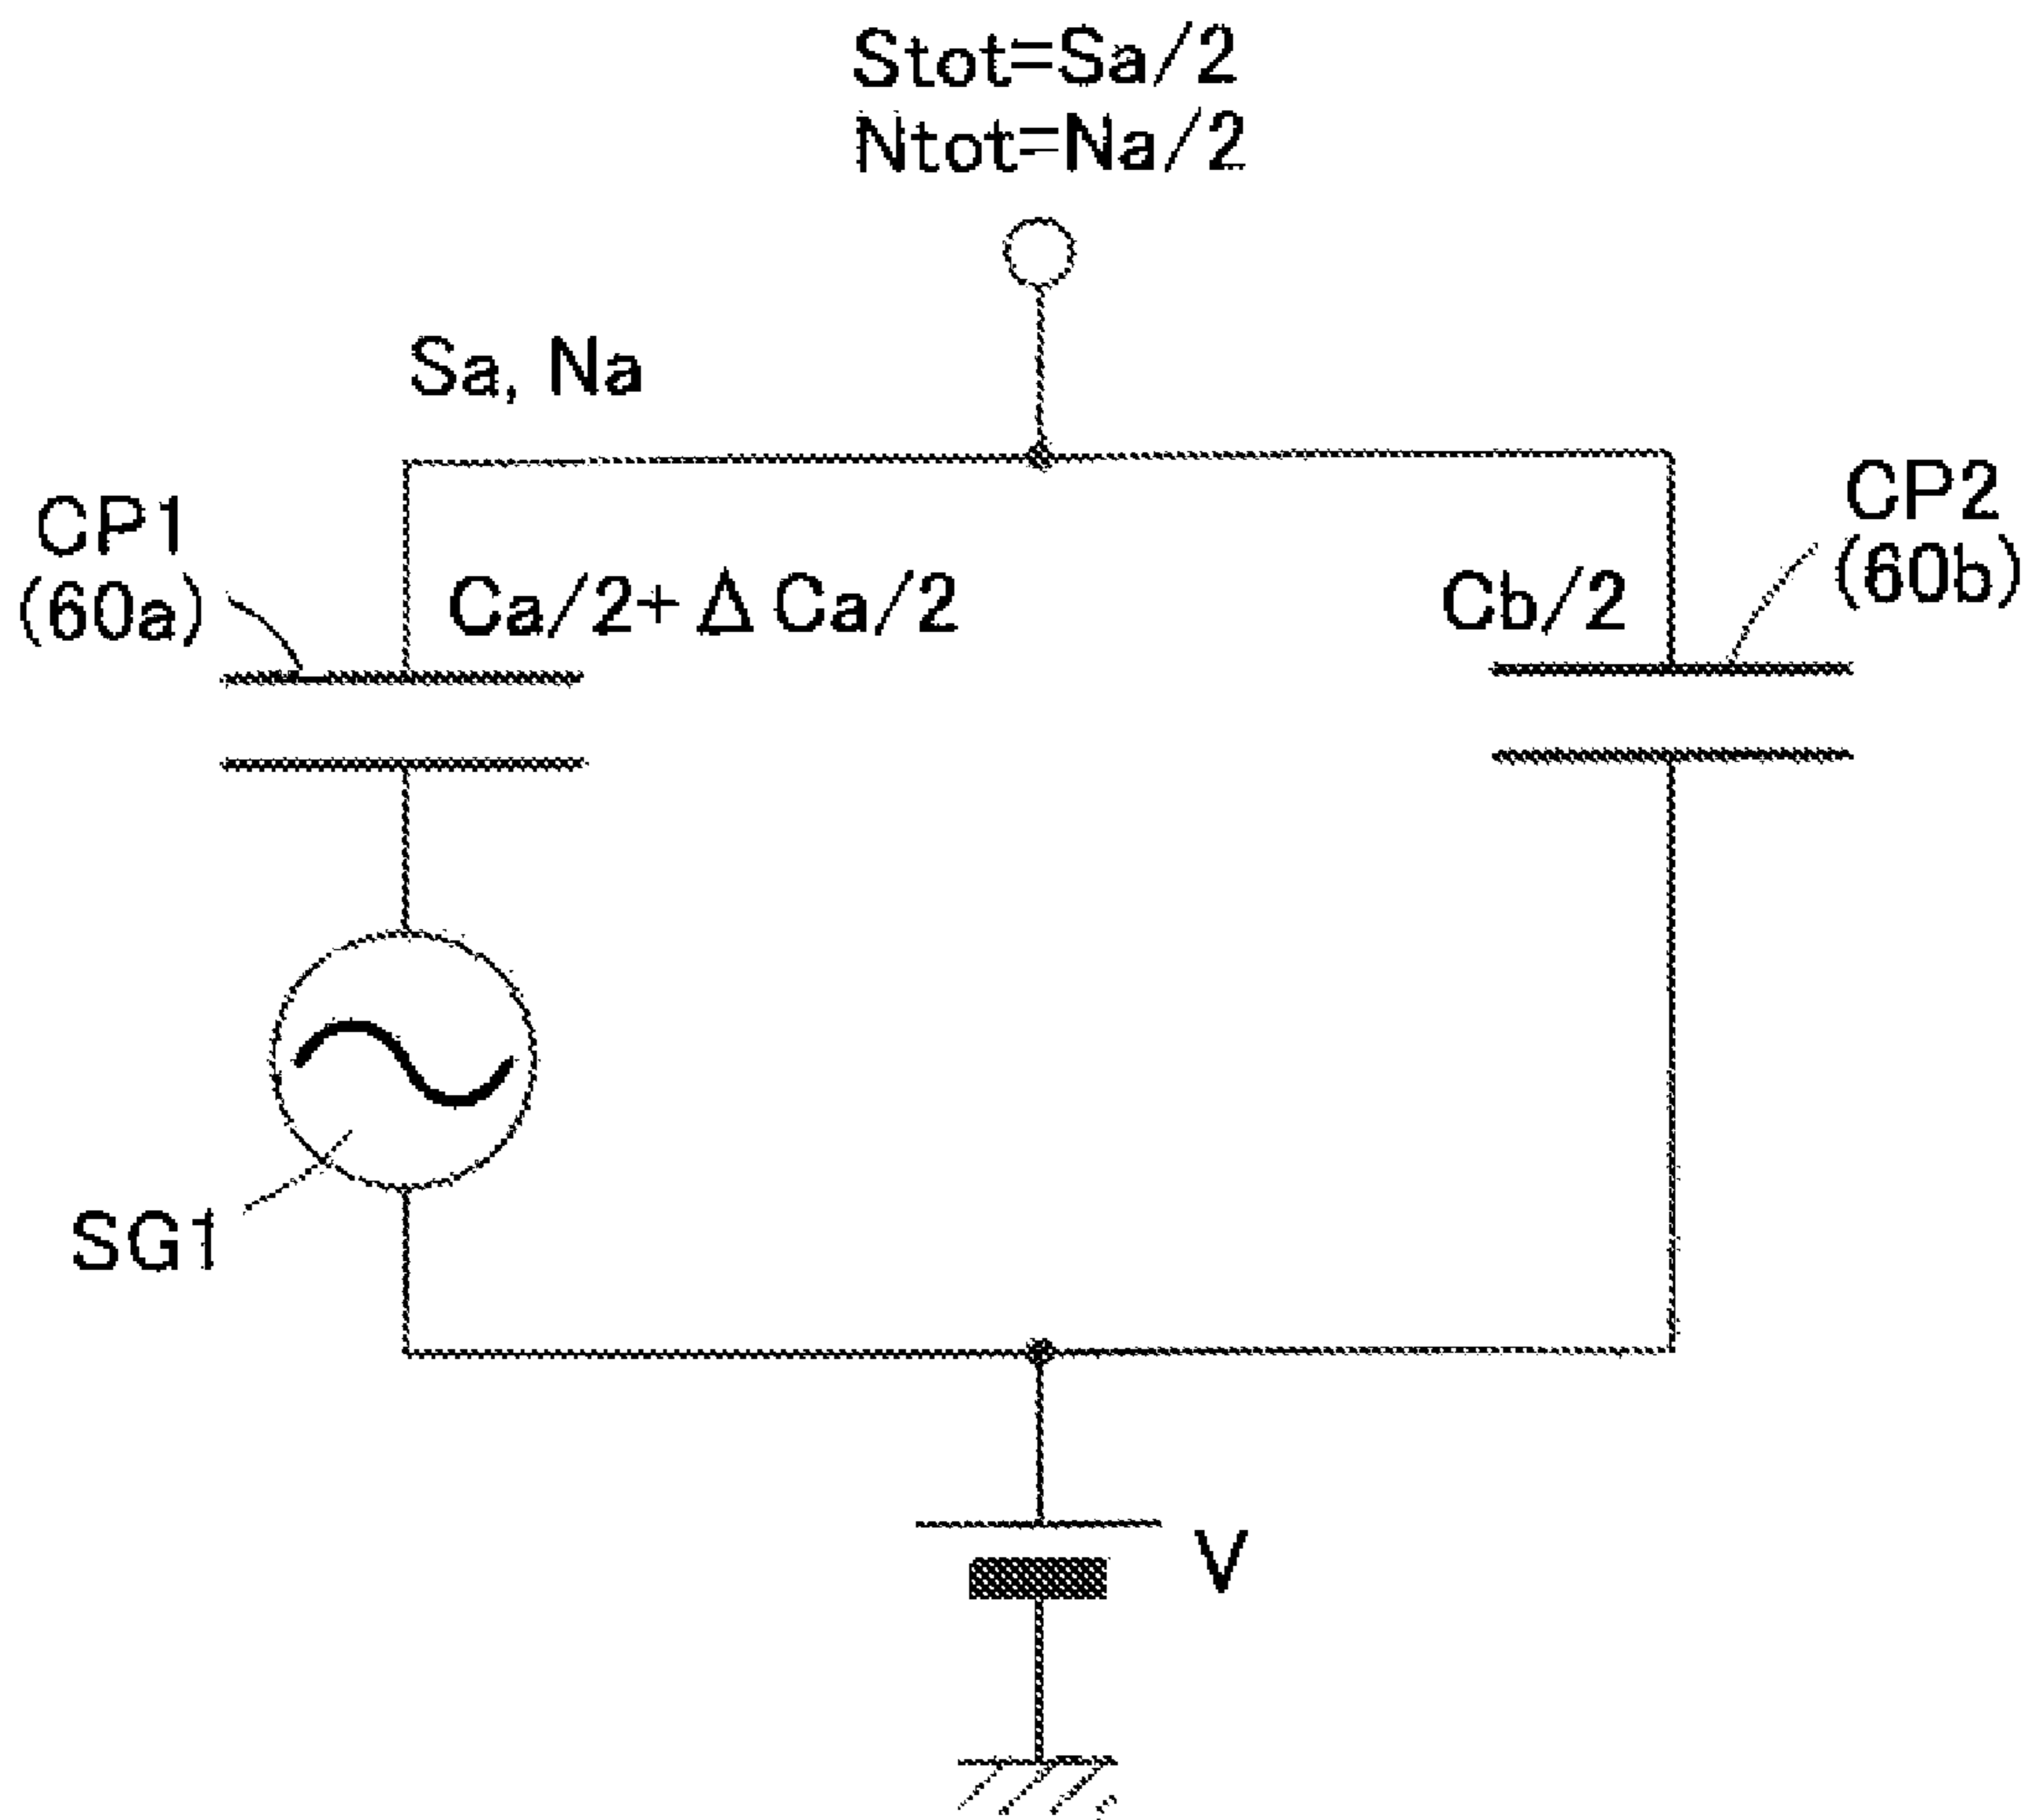 Stot=Sa/2
Ntot=Na/2
Sa, Na
CP1
(60a)
Ca/2+ΔCa/2
Cb/2
CP2
(60b)
SG1
V